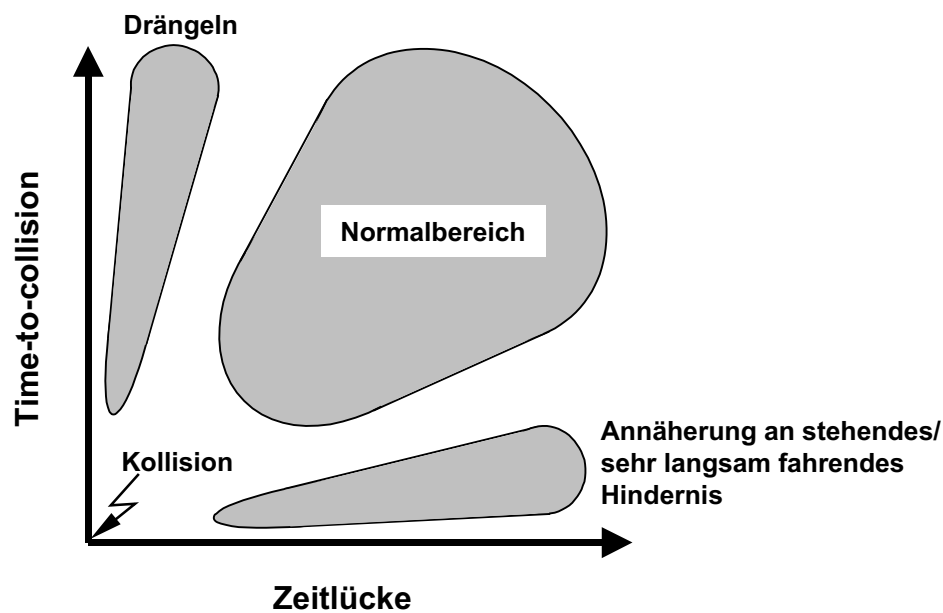 Drängeln
Time-to-collision
Normalbereich
Kollision
Annäherung an stehendes/
sehr langsam fahrendes
Hindernis
Zeitlücke